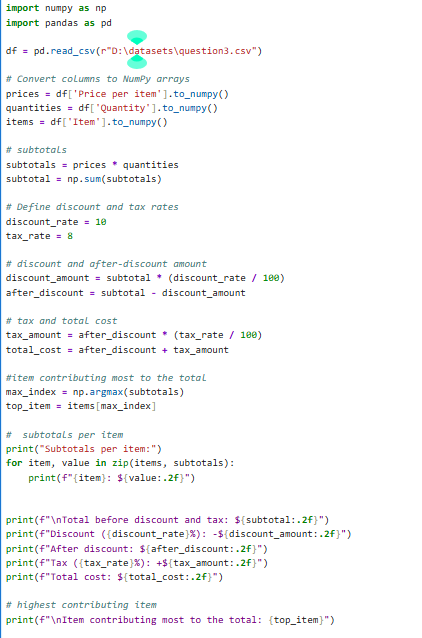 import numpy as np
import pandas as pd
df = pd.read_csv(r"D:\datasets\question3.csv")
# Convert columns to NumPy arrays
prices = df['Price per item'].to_numpy()
quantities = df['Quantity'].to_numpy()
items = df['Item'].to_numpy()
# subtotals
subtotals = prices * quantities
subtotal = np.sum(subtotals)
# Define discount and tax rates
discount_rate = 10
tax_rate = 8
# discount and after-discount amount
discount_amount = subtotal * (discount_rate / 100)
after_discount = subtotal - discount_amount
# tax and total cost
tax_amount = after_discount * (tax_rate / 100)
total_cost = after_discount + tax_amount
#item contributing most to the total
max_index = np.argmax(subtotals)
top_item = items[max_index]
#  subtotals per item
print("Subtotals per item:")
for item, value in zip(items, subtotals):
    print(f"{item}: ${value:.2f}")
print(f"\nTotal before discount and tax: ${subtotal:.2f}")
print(f"Discount ({discount_rate}%): -${discount_amount:.2f}")
print(f"After discount: ${after_discount:.2f}")
print(f"Tax ({tax_rate}%): +${tax_amount:.2f}")
print(f"Total cost: ${total_cost:.2f}")
# highest contributing item
print(f"\nItem contributing most to the total: {top_item}")